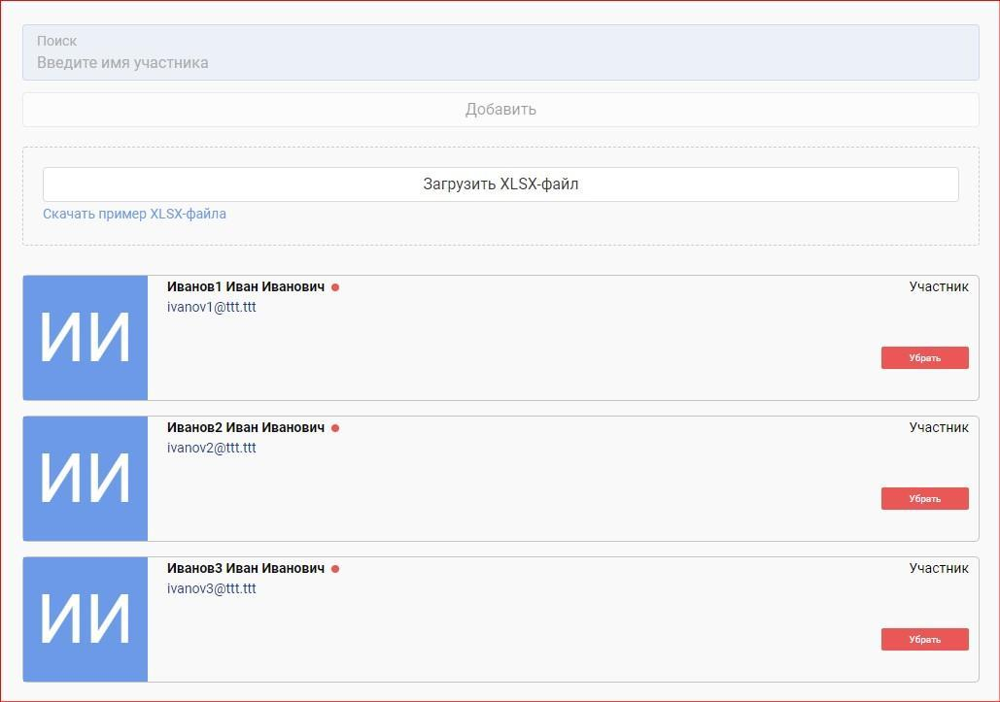 Поиск
Введите имя участника
Добавить
Загрузить XLSX-файл
Скачать пример XLSX-файла
ИИ
Иванов1 Иван Иванович
Участник
ivanov1@ttt.ttt
Убрать
ИИ
Иванов2 Иван Иванович
Участник
ivanov2@ttt.ttt
Убрать
ИИ
Иванов3 Иван Иванович
Участник
ivanov3@ttt.ttt
Убрать